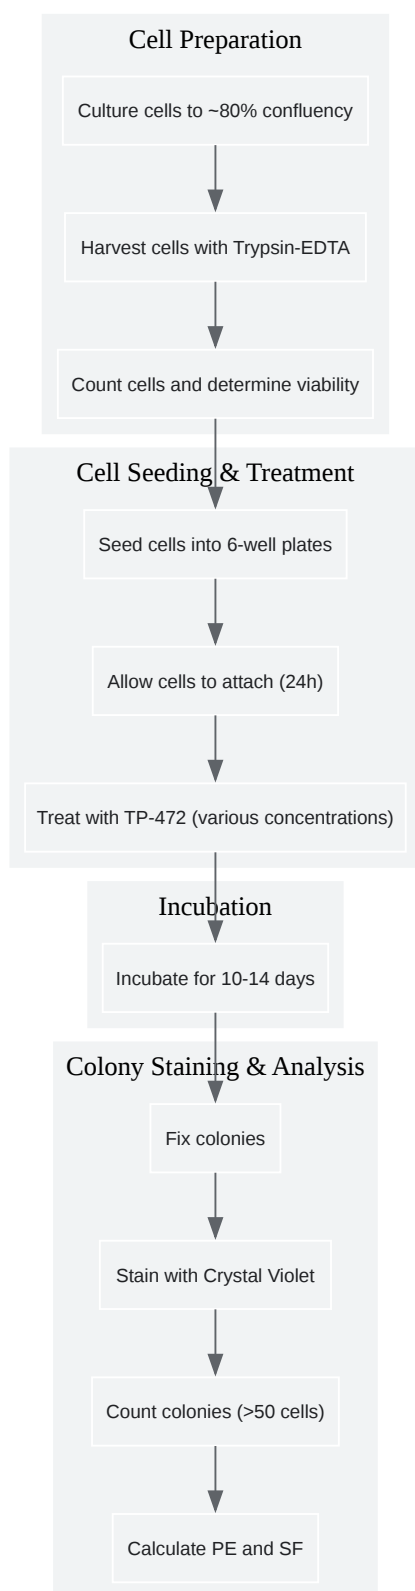 Cell Preparation
Culture cells to ~80% confluency
Harvest cells with Trypsin-EDTA
Count cells and determine viability
Cell Seeding & Treatment
Seed cells into 6-well plates
Allow cells to attach (24h)
Treat with TP-472 (various concentrations)
Incubation
Incubate for 10-14 days
Colony Staining & Analysis
Fix colonies
Stain with Crystal Violet
Count colonies (>50 cells)
Calculate PE and SF